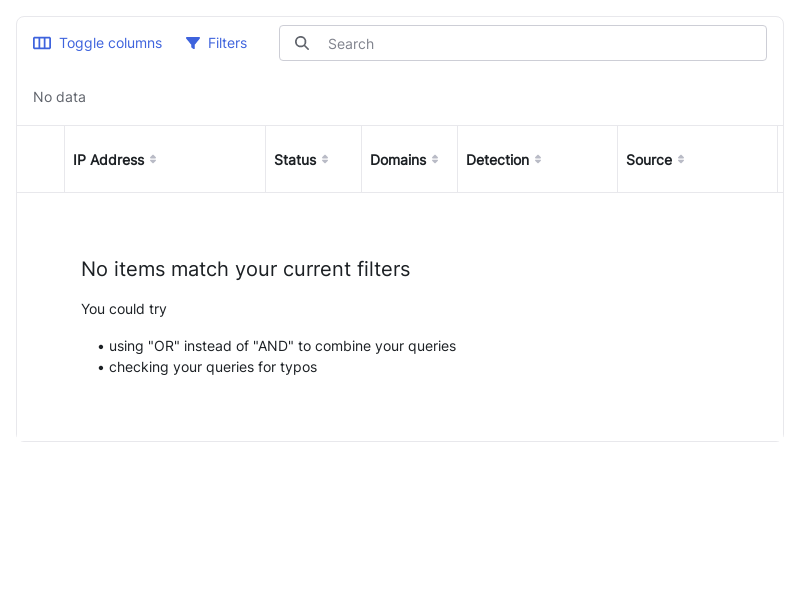 Toggle columns Filters Search
No data
IP Address Status Domains Detection Source
No items match your current filters
You could try
• using "OR" instead of "AND" to combine your queries
• checking your queries for typos